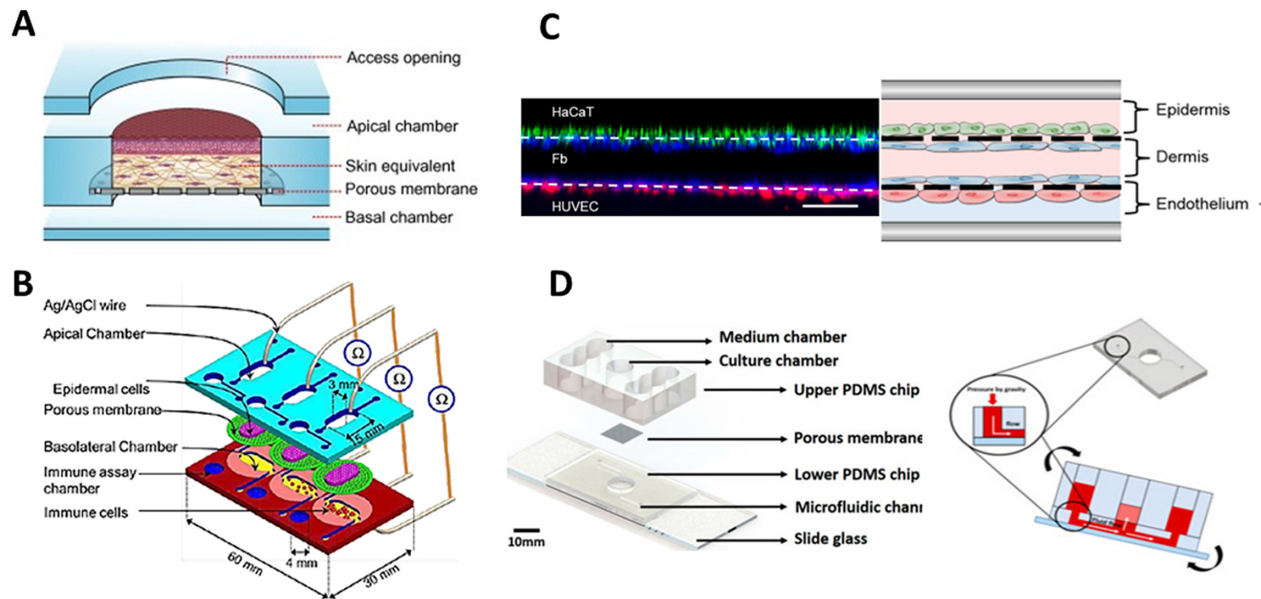 A
Access opening
Apical chamber
Skin equivalent
Porous membrane
Basal chamber
B
Ag/AgCl wire
Apical Chamber
Epidermal cells
Porous membrane
Basolateral Chamber
Immune assay
chamber
Immune cells
Ω
Ω
Ω
3 mm
15 mm
4 mm
60 mm
30 mm
C
HaCaT
Fb
HUVEC
Epidermis
Dermis
Endothelium
D
Medium chamber
Culture chamber
Upper PDMS chip
Porous membrane
Lower PDMS chip
Microfluidic chann
Slide glass
10mm
Pressure by gravity
flow